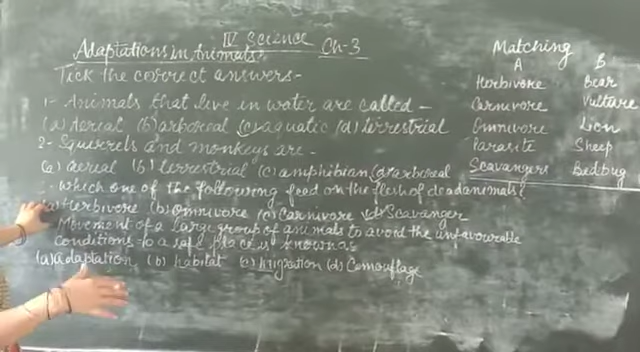 IV Science
Adaptations in Animals Ch-3
Tick the correct answers-
1- Animals that live in water are called -
(a) Aereal (b) arboreal (c) aquatic (d) terrestrial
2- Squirrels and monkeys are -
(a) aereal (b) terrestrial (c) amphibian (d) arboreal
- Which one of the following feed on the flesh of dead animals?
(a) Herbivore (b) Omnivore (c) Carnivore (d) Scavanger
Movement of a large group of animals to avoid the unfavourable
Conditions to a safe place is known as
(a) adaptation (b) habitat (c) migration (d) Camouflage
Matching
A B
Herbivore Bear
Carnivore Vulture
Omnivore Lion
Parasite Sheep
Scavangers Bedbug